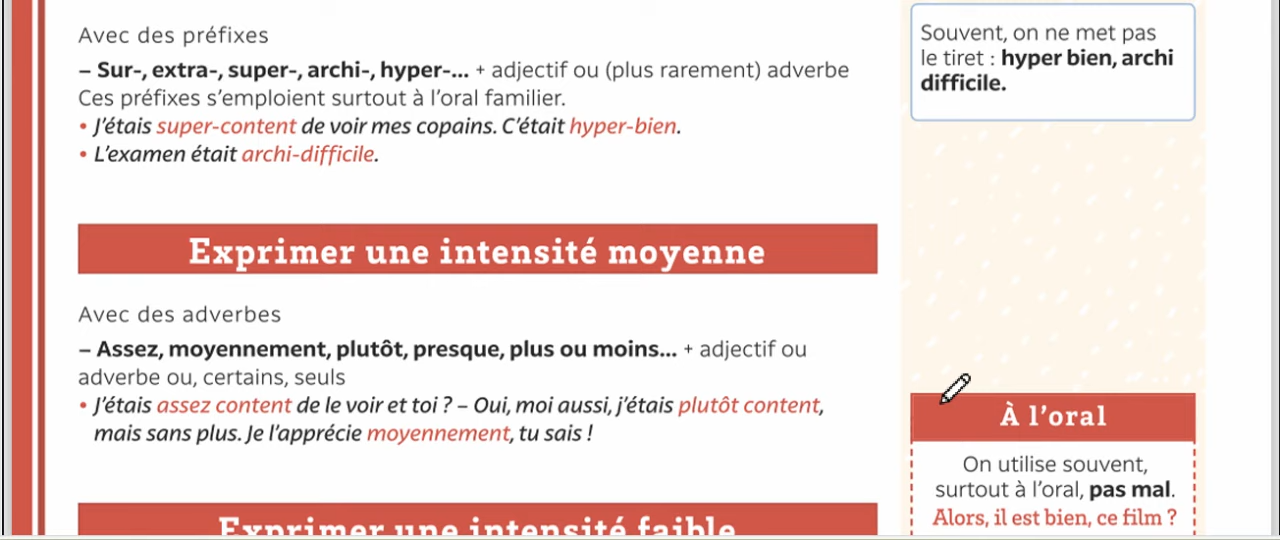 Avec des préfixes
– Sur-, extra-, super-, archi-, hyper-... + adjectif ou (plus rarement) adverbe
Ces préfixes s’emploient surtout à l’oral familier.
• J’étais super-content de voir mes copains. C’était hyper-bien.
• L’examen était archi-difficile.
Souvent, on ne met pas
le tiret : hyper bien, archi
difficile.
Exprimer une intensité moyenne
Avec des adverbes
– Assez, moyennement, plutôt, presque, plus ou moins... + adjectif ou
adverbe ou, certains, seuls
• J’étais assez content de le voir et toi ? – Oui, moi aussi, j’étais plutôt content,
mais sans plus. Je l’apprécie moyennement, tu sais !
Exprimer une intensité faible
À l’oral
On utilise souvent,
surtout à l’oral, pas mal.
Alors, il est bien, ce film ?